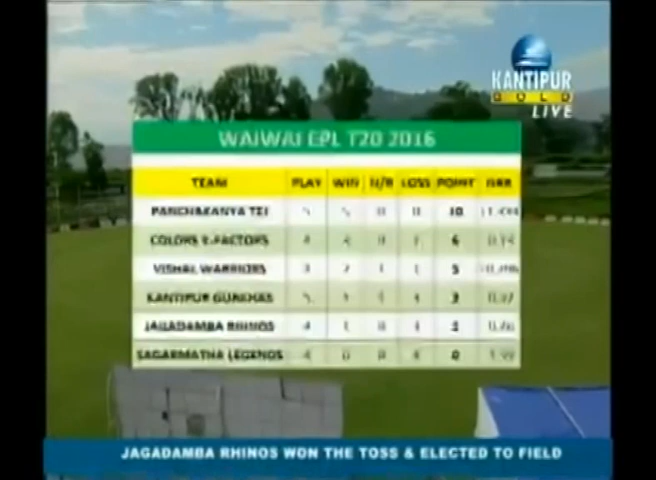 KANTIPUR
GOLD
LIVE
WAIWAI EPL T20 2016
TEAM PLAY WIN N/R LOSS POINT NRR
PANCHAKANYA TEJ 5 5 0 0 10
COLORS X-FACTORS 4 3 0 1 6
VISHAL WARRIORS 2 1 1 5
KANTIPUR GURKHAS 5 1 1 3 3
JAGADAMBA RHINOS 4 1 0 3
SAGARMATHA LEGENDS 4 0 0 4 0
JAGADAMBA RHINOS WON THE TOSS & ELECTED TO FIELD